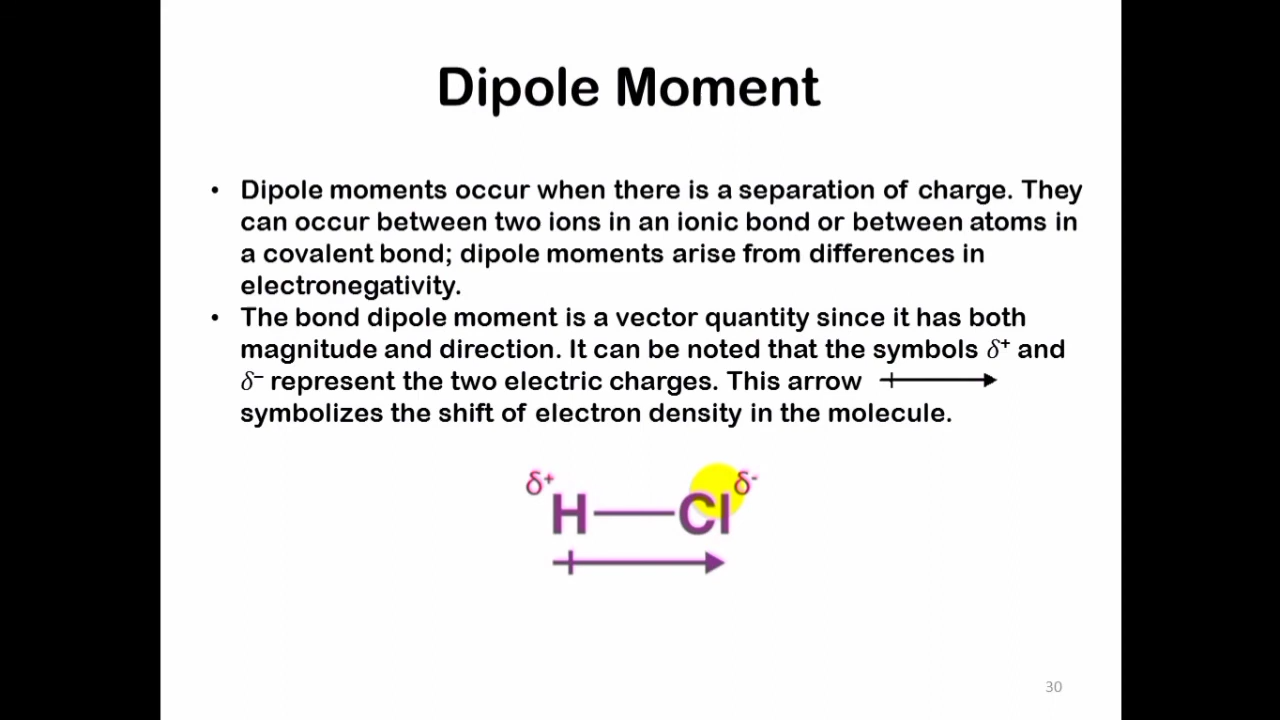 Dipole Moment
• Dipole moments occur when there is a separation of charge. They
can occur between two ions in an ionic bond or between atoms in
a covalent bond; dipole moments arise from differences in
electronegativity.
• The bond dipole moment is a vector quantity since it has both
magnitude and direction. It can be noted that the symbols δ⁺ and
δ⁻ represent the two electric charges. This arrow
symbolizes the shift of electron density in the molecule.
δ⁺ δ⁻
H — Cl
30